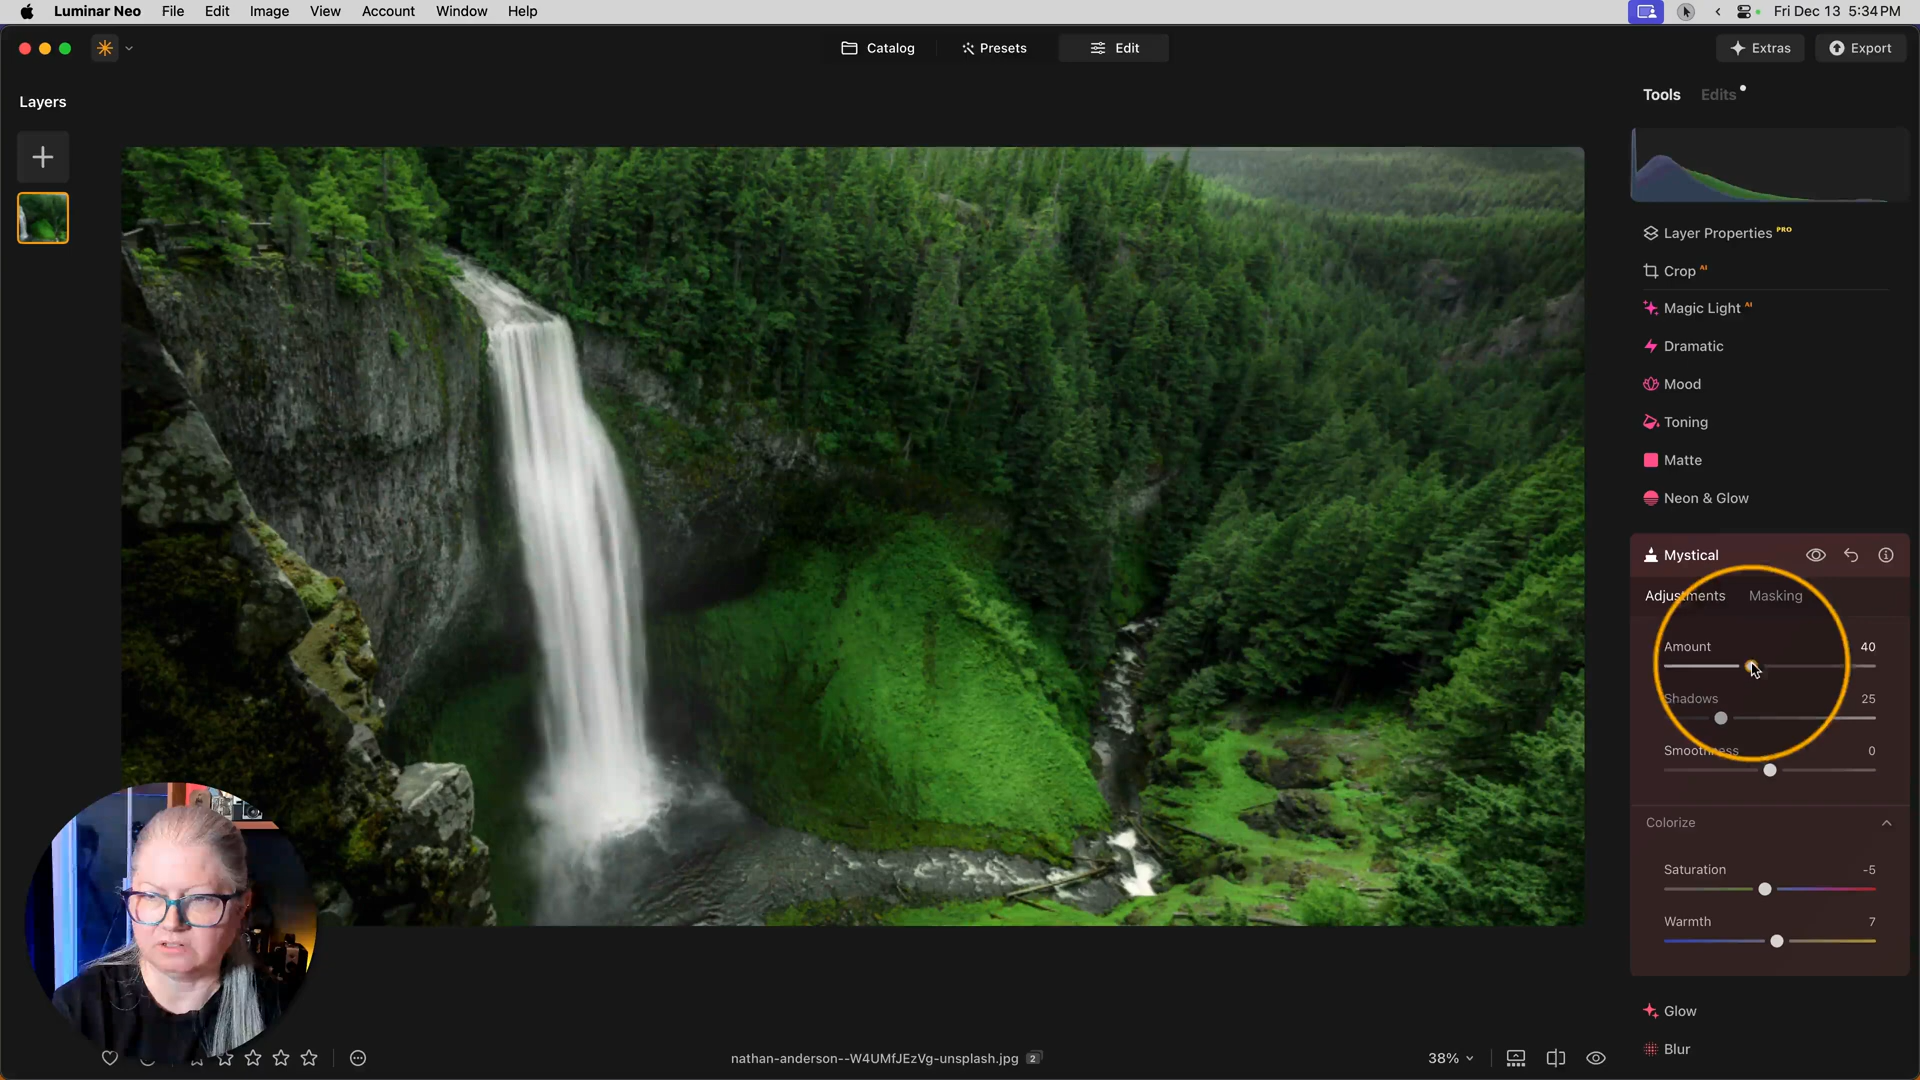 Luminar Neo File Edit Image View Account Window Help Fri Dec 13 5:34 PM
Catalog Presets Edit Extras Export
Layers
Tools Edits
Layer Properties PRO
Crop AI
Magic Light AI
Dramatic
Mood
Toning
Matte
Neon & Glow
Mystical
Adjustments Masking
Amount 40
Shadows 25
Smoothness 0
Colorize
Saturation -5
Warmth 7
Glow
Blur
nathan-anderson--W4UMfJEzVg-unsplash.jpg 2 38%